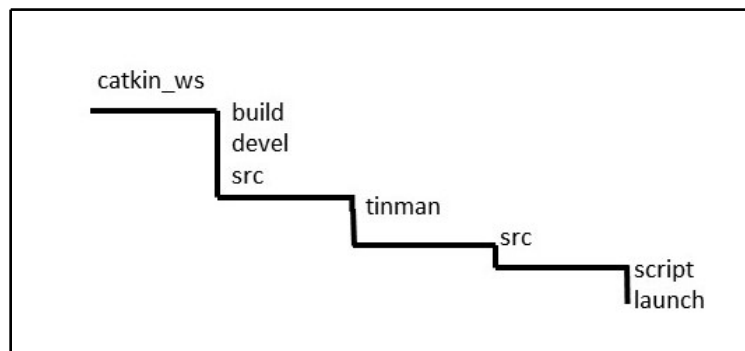 catkin_ws
build
devel
src
tinman
src
script
launch